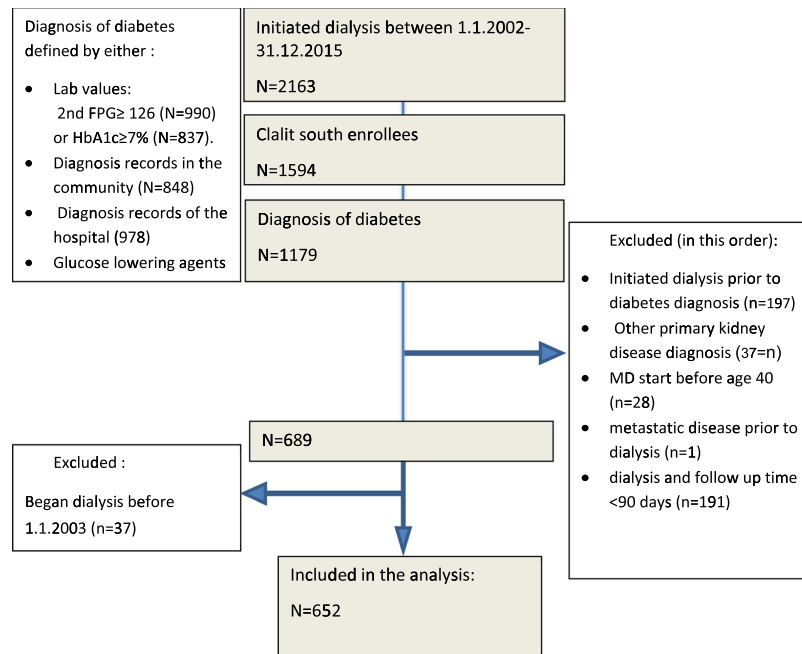 Diagnosis of diabetes
defined by either :
• Lab values:
2nd FPG≥ 126 (N=990)
or HbA1c≥7% (N=837).
• Diagnosis records in the
community (N=848)
• Diagnosis records of the
hospital (978)
• Glucose lowering agents
Initiated dialysis between 1.1.2002-
31.12.2015
N=2163
Clalit south enrollees
N=1594
Diagnosis of diabetes
N=1179
Excluded (in this order):
• Initiated dialysis prior to
diabetes diagnosis (n=197)
• Other primary kidney
disease diagnosis (37=n)
• MD start before age 40
(n=28)
• metastatic disease prior to
dialysis (n=1)
• dialysis and follow up time
<90 days (n=191)
N=689
Excluded :
Began dialysis before
1.1.2003 (n=37)
Included in the analysis:
N=652